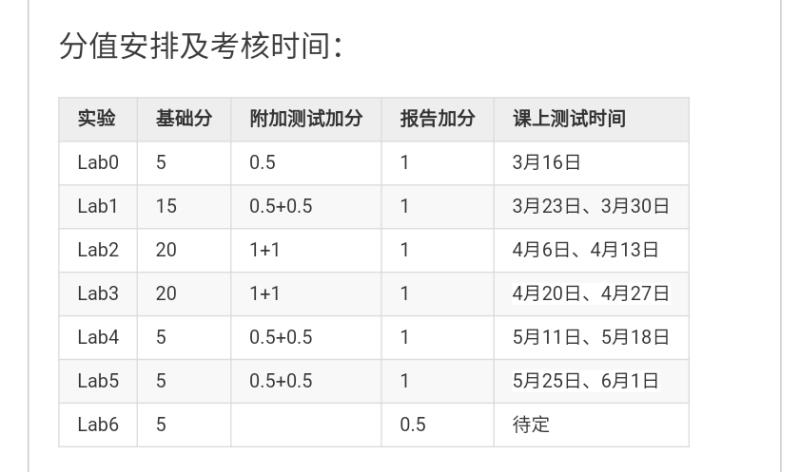 分值安排及考核时间：
实验 基础分 附加测试加分 报告加分 课上测试时间
Lab0 5 0.5 1 3月16日
Lab1 15 0.5+0.5 1 3月23日、3月30日
Lab2 20 1+1 1 4月6日、4月13日
Lab3 20 1+1 1 4月20日、4月27日
Lab4 5 0.5+0.5 1 5月11日、5月18日
Lab5 5 0.5+0.5 1 5月25日、6月1日
Lab6 5 0.5 待定